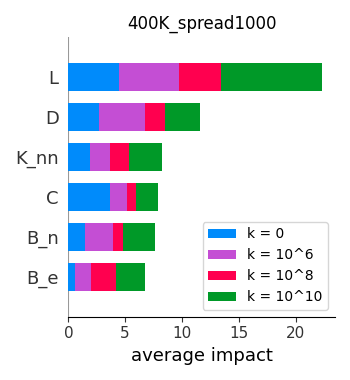 400K_spread1000
L
D
K_nn
C
B_n
B_e
k = 0
k = 10^6
k = 10^8
k = 10^10
0
5
10
15
20
average impact